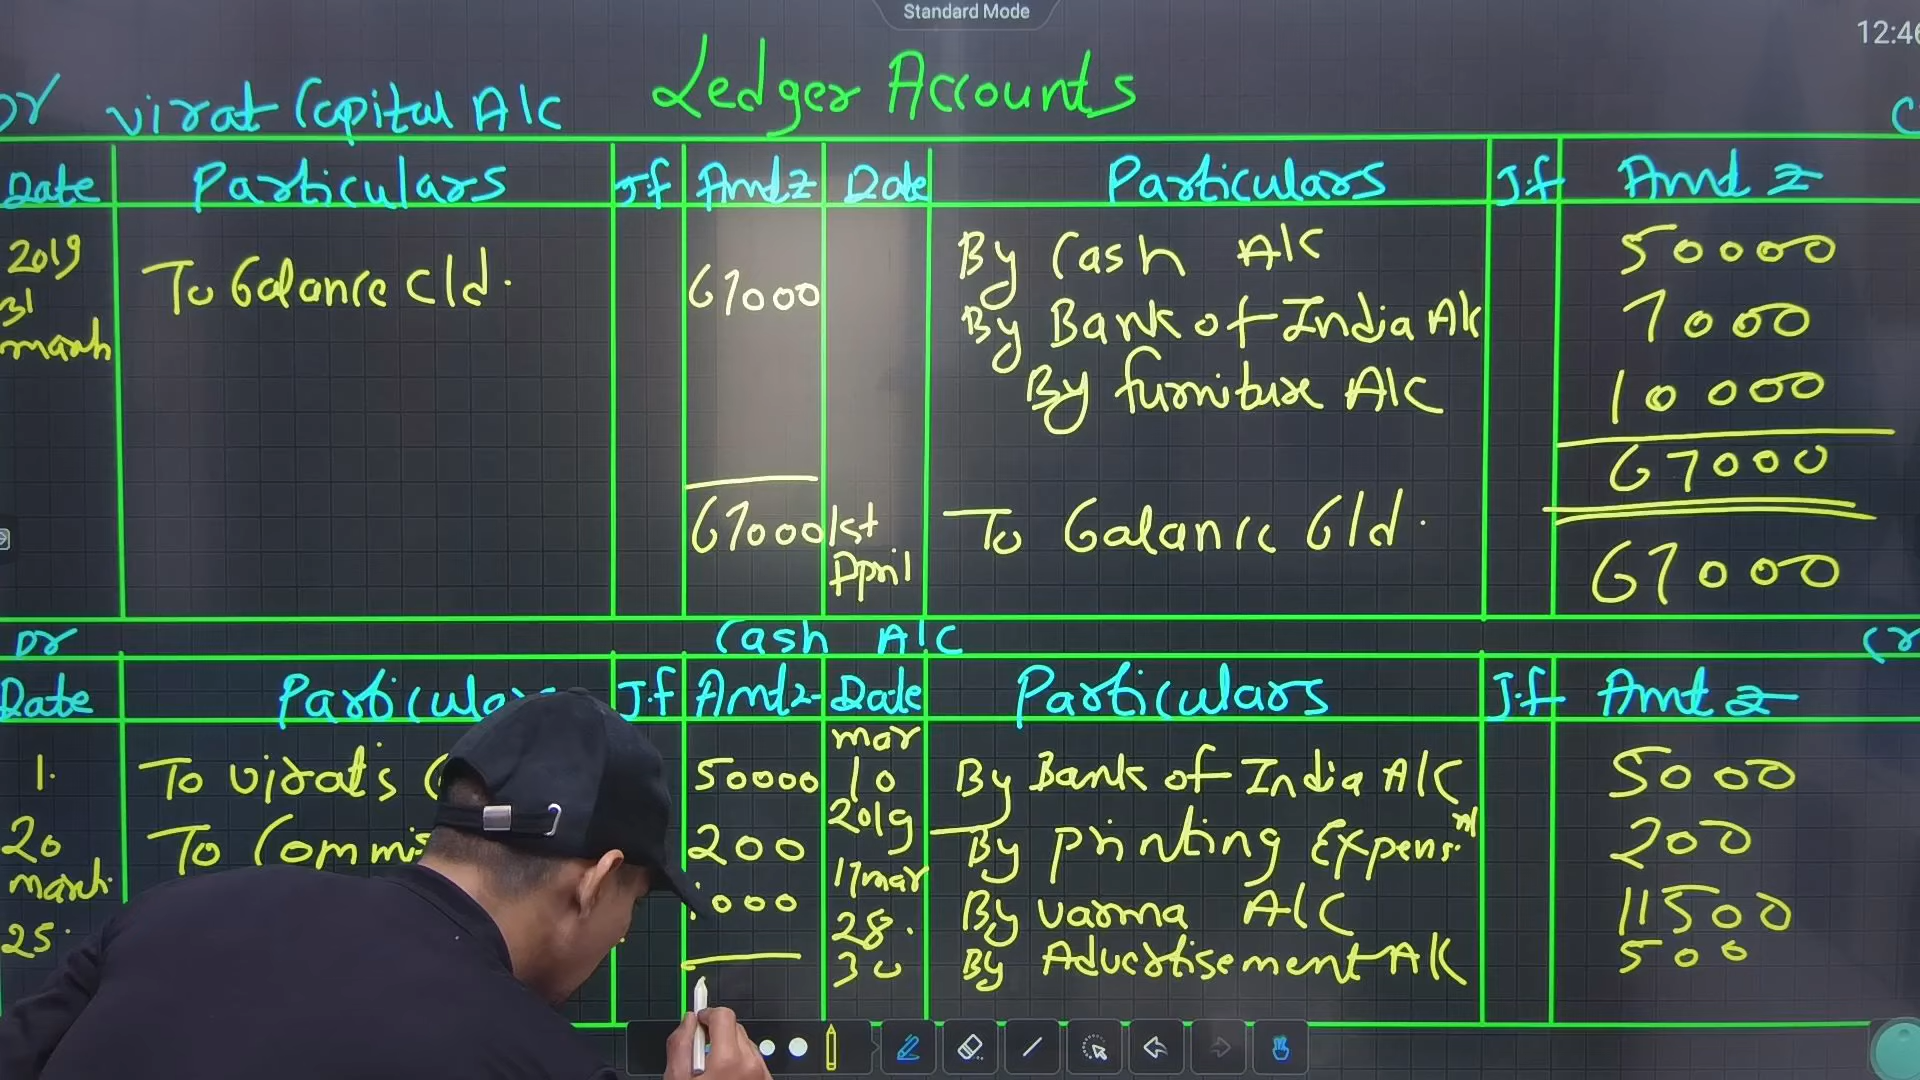 Standard Mode
12:46
Ledger Accounts
Dr Virat Capital A/C C
Date Particulars J.f Amt ₹ Date Particulars J.f Amt ₹
2019 31 march To Balance C/d. 67000 By Cash A/C 50000
By Bank of India A/C 7000
By furniture A/C 10000
67000
67000 1st April To Balance b/d. 67000
Dr Cash A/C Cr
Date Particulars J.f Amt ₹ Date Particulars J.f Amt ₹
1. To Virat's C 50000 mar 10 2019 By Bank of India A/C 5000
20 march To Commis 200 17 mar By Printing Expens. 200
25. 000 28. By Varma A/C 11500
30 By Advertisement A/C 500